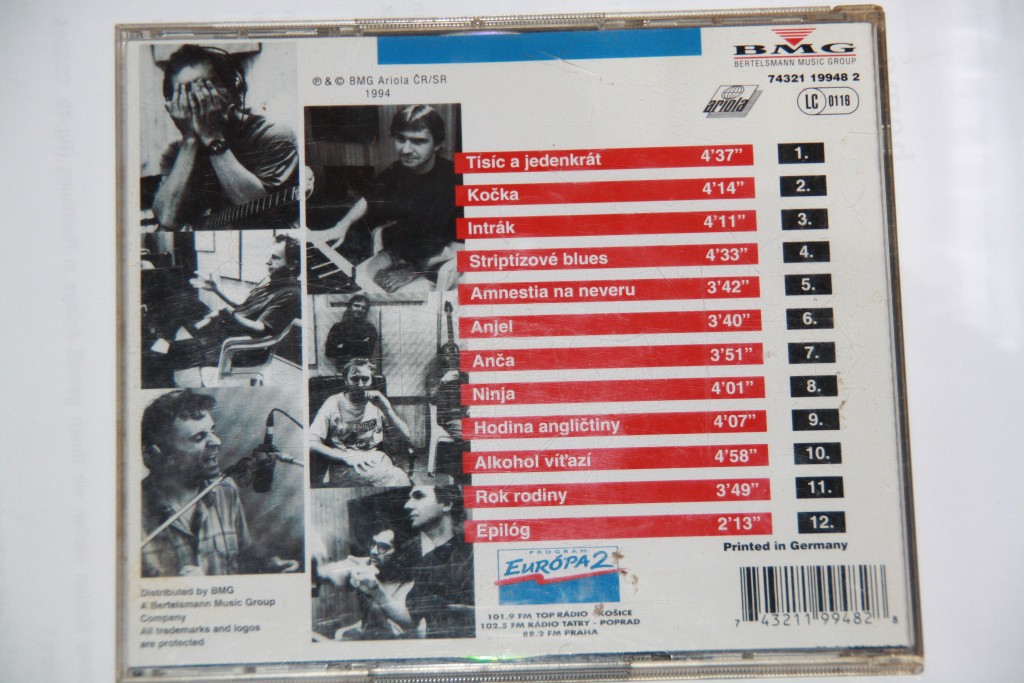 ℗ & © BMG Ariola ČR/SR
1994
BMG
BERTELSMANN MUSIC GROUP
74321 19948 2
ariola
LC 0116
Tisíc a jedenkrát 4'37" 1.
Kočka 4'14" 2.
Intrák 4'11" 3.
Striptízové blues 4'33" 4.
Amnestia na neveru 3'42" 5.
Anjel 3'40" 6.
Anča 3'51" 7.
Ninja 4'01" 8.
Hodina angličtiny 4'07" 9.
Alkohol víťazí 4'58" 10.
Rok rodiny 3'49" 11.
Epilóg 2'13" 12.
Printed in Germany
PROGRAM
EURÓPA 2
101.9 FM TOP RÁDIO - KOŠICE
102.5 FM RÁDIO TATRY - POPRAD
88.2 FM PRAHA
Distributed by BMG
A Bertelsmann Music Group
Company
All trademarks and logos
are protected
7 43211 99482 8